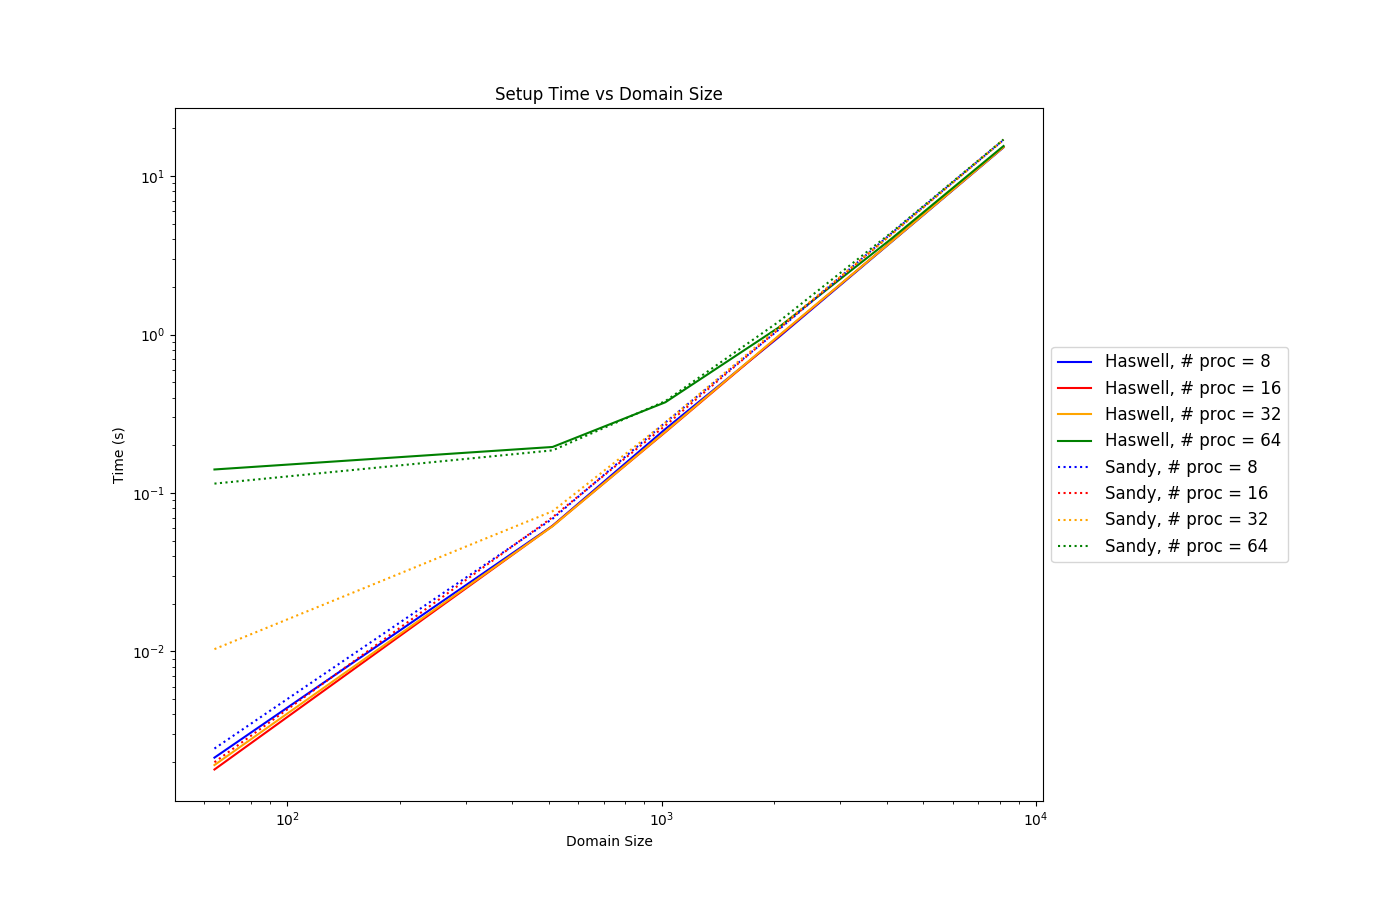 Setup Time vs Domain Size
10¹
10⁰
10⁻¹
10⁻²
Time (s)
10²
10³
10⁴
Domain Size
Haswell, # proc = 8
Haswell, # proc = 16
Haswell, # proc = 32
Haswell, # proc = 64
Sandy, # proc = 8
Sandy, # proc = 16
Sandy, # proc = 32
Sandy, # proc = 64